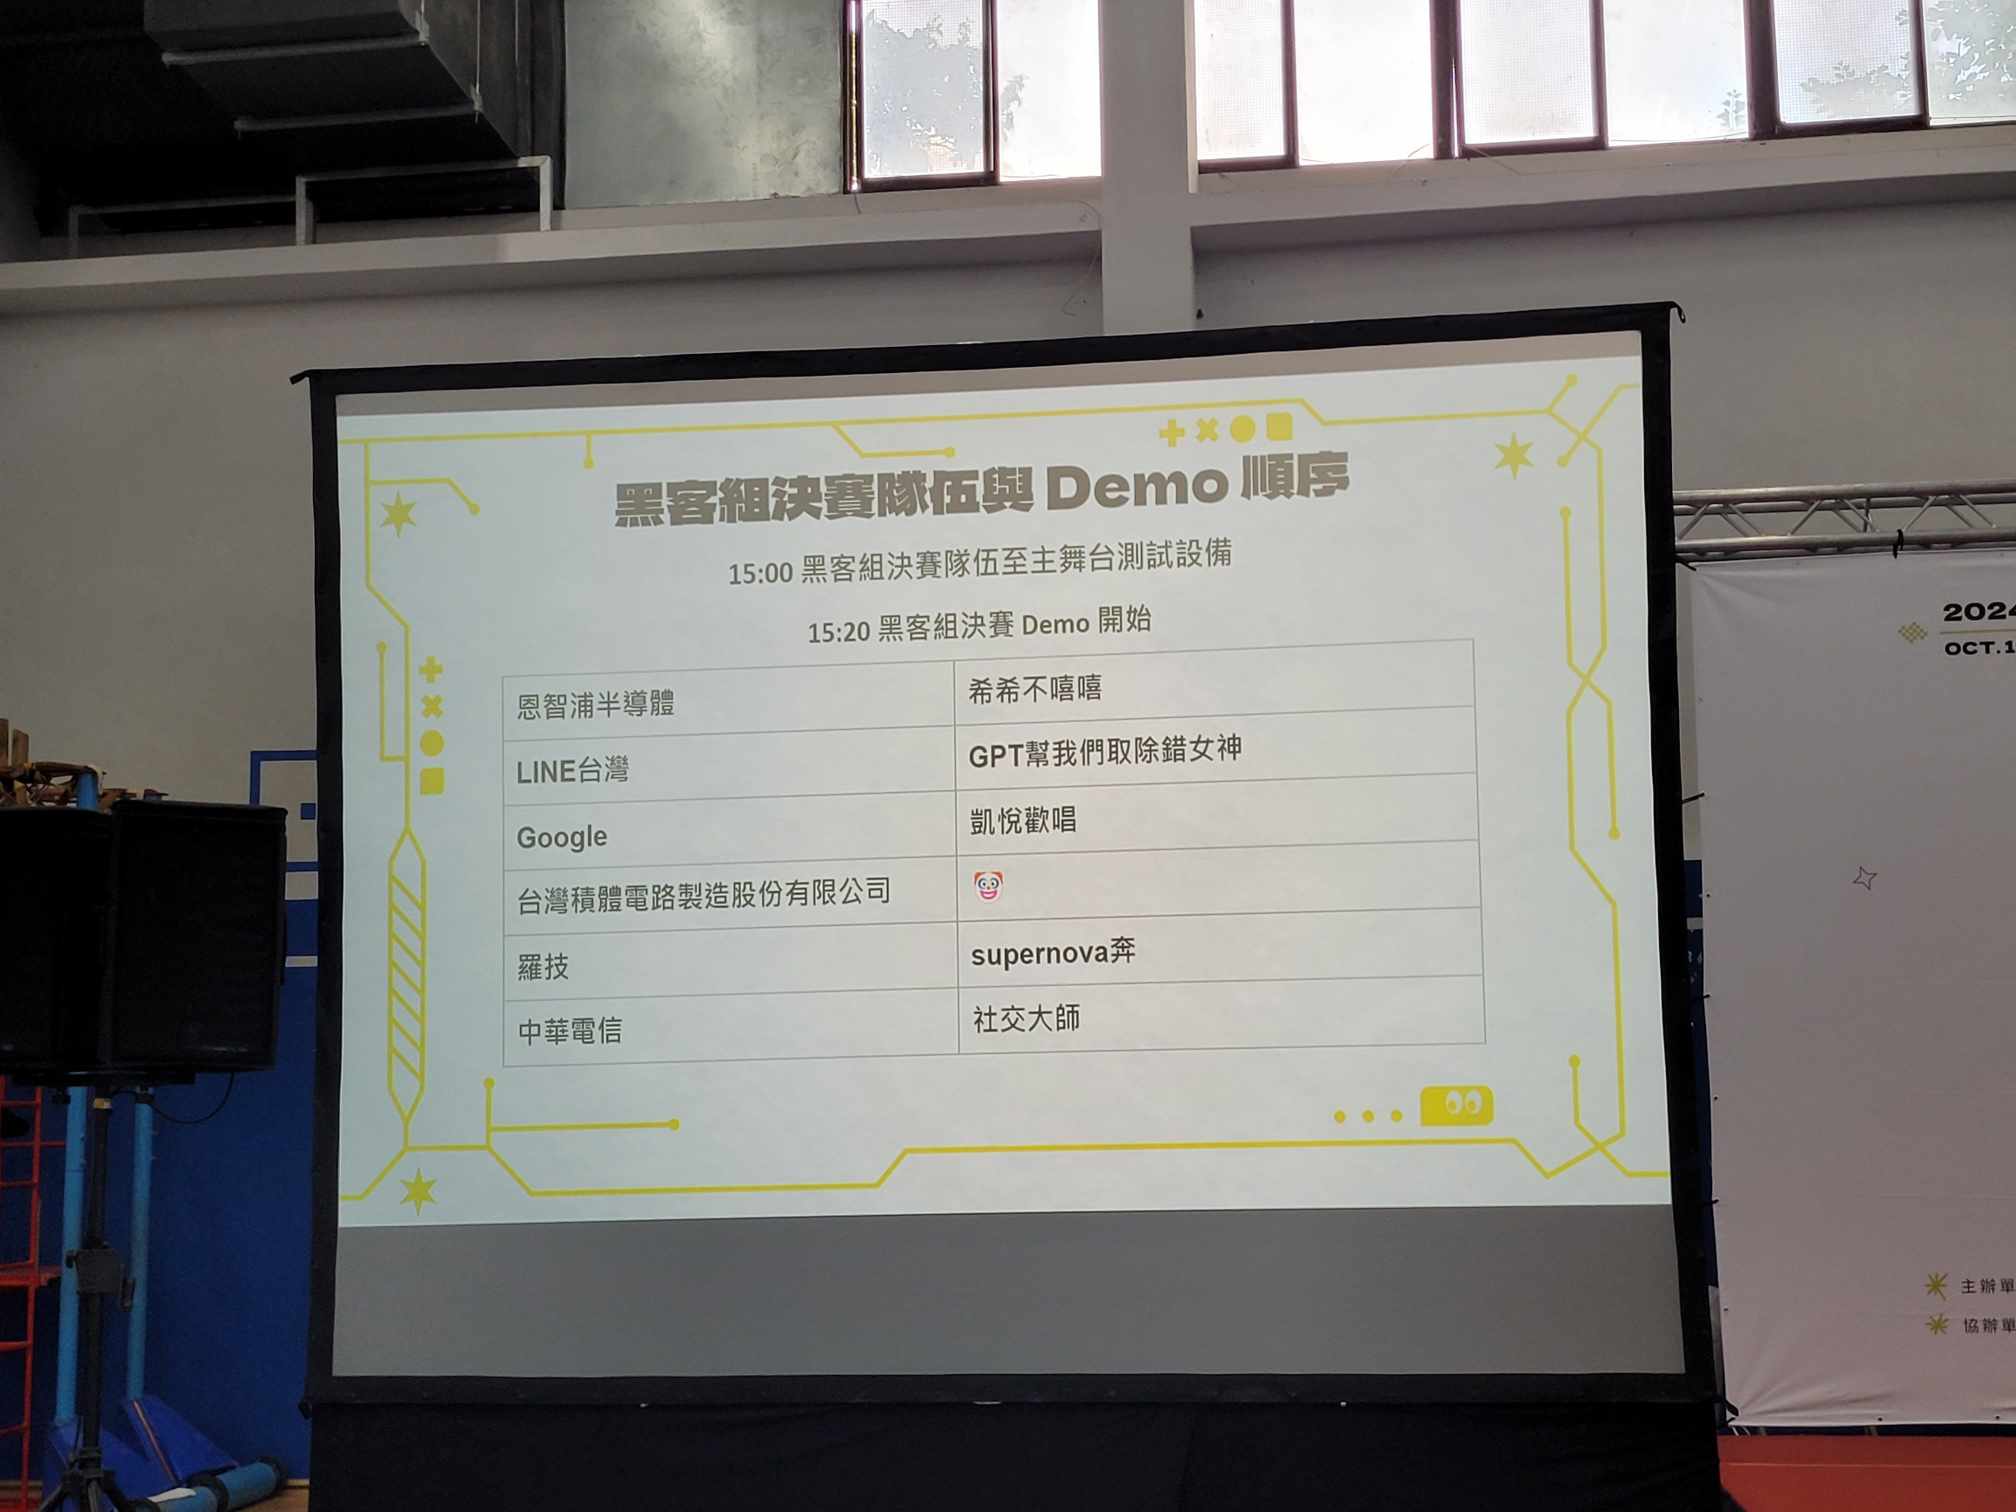 黑客組決賽隊伍與 Demo 順序
15:00 黑客組決賽隊伍至主舞台測試設備
15:20 黑客組決賽 Demo 開始
恩智浦半導體 希希不嘻嘻
LINE台灣 GPT幫我們取除錯女神
Google 凱悅歡唱
台灣積體電路製造股份有限公司 🤡
羅技 supernova奔
中華電信 社交大師
2024
OCT.1
主辦單
協辦單